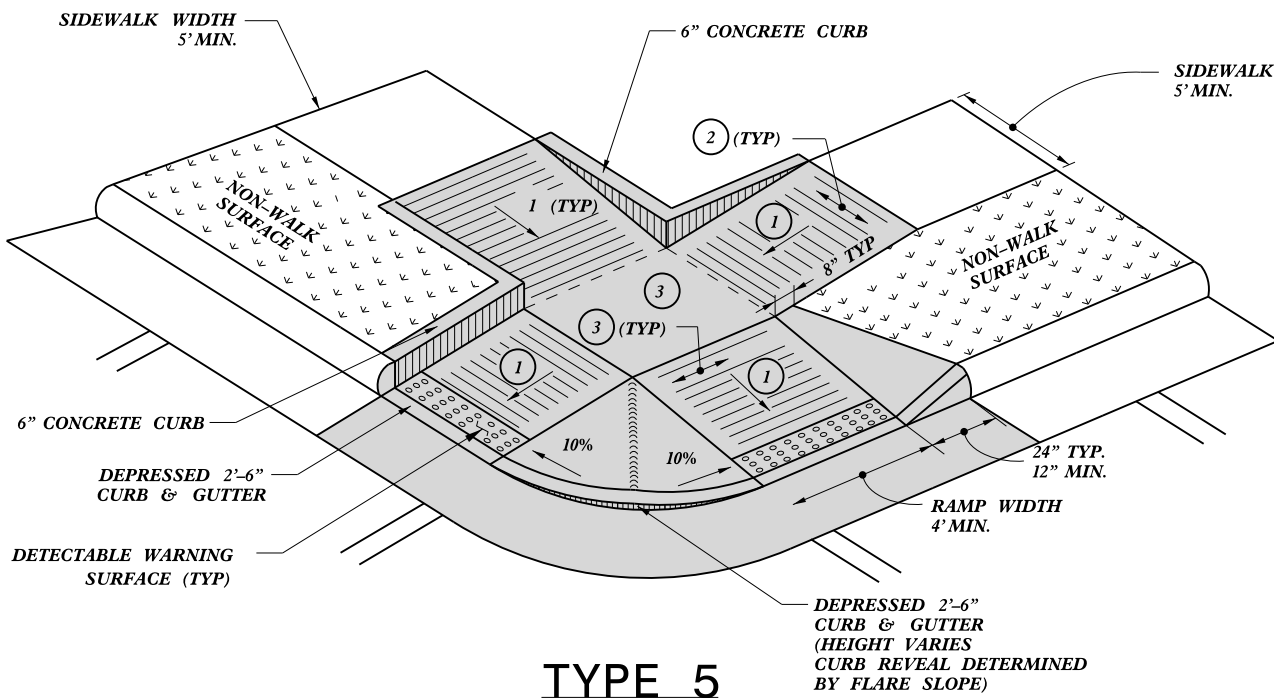 SIDEWALK WIDTH
5' MIN.
6" CONCRETE CURB
SIDEWALK
5' MIN.
2 (TYP)
NON-WALK
SURFACE
1 (TYP)
1
8" TYP
NON-WALK
SURFACE
3
3 (TYP)
1
1
6" CONCRETE CURB
10%
10%
DEPRESSED 2'-6"
CURB & GUTTER
24" TYP.
12" MIN.
RAMP WIDTH
4' MIN.
DETECTABLE WARNING
SURFACE (TYP)
DEPRESSED 2'-6"
CURB & GUTTER
(HEIGHT VARIES
CURB REVEAL DETERMINED
BY FLARE SLOPE)
TYPE 5